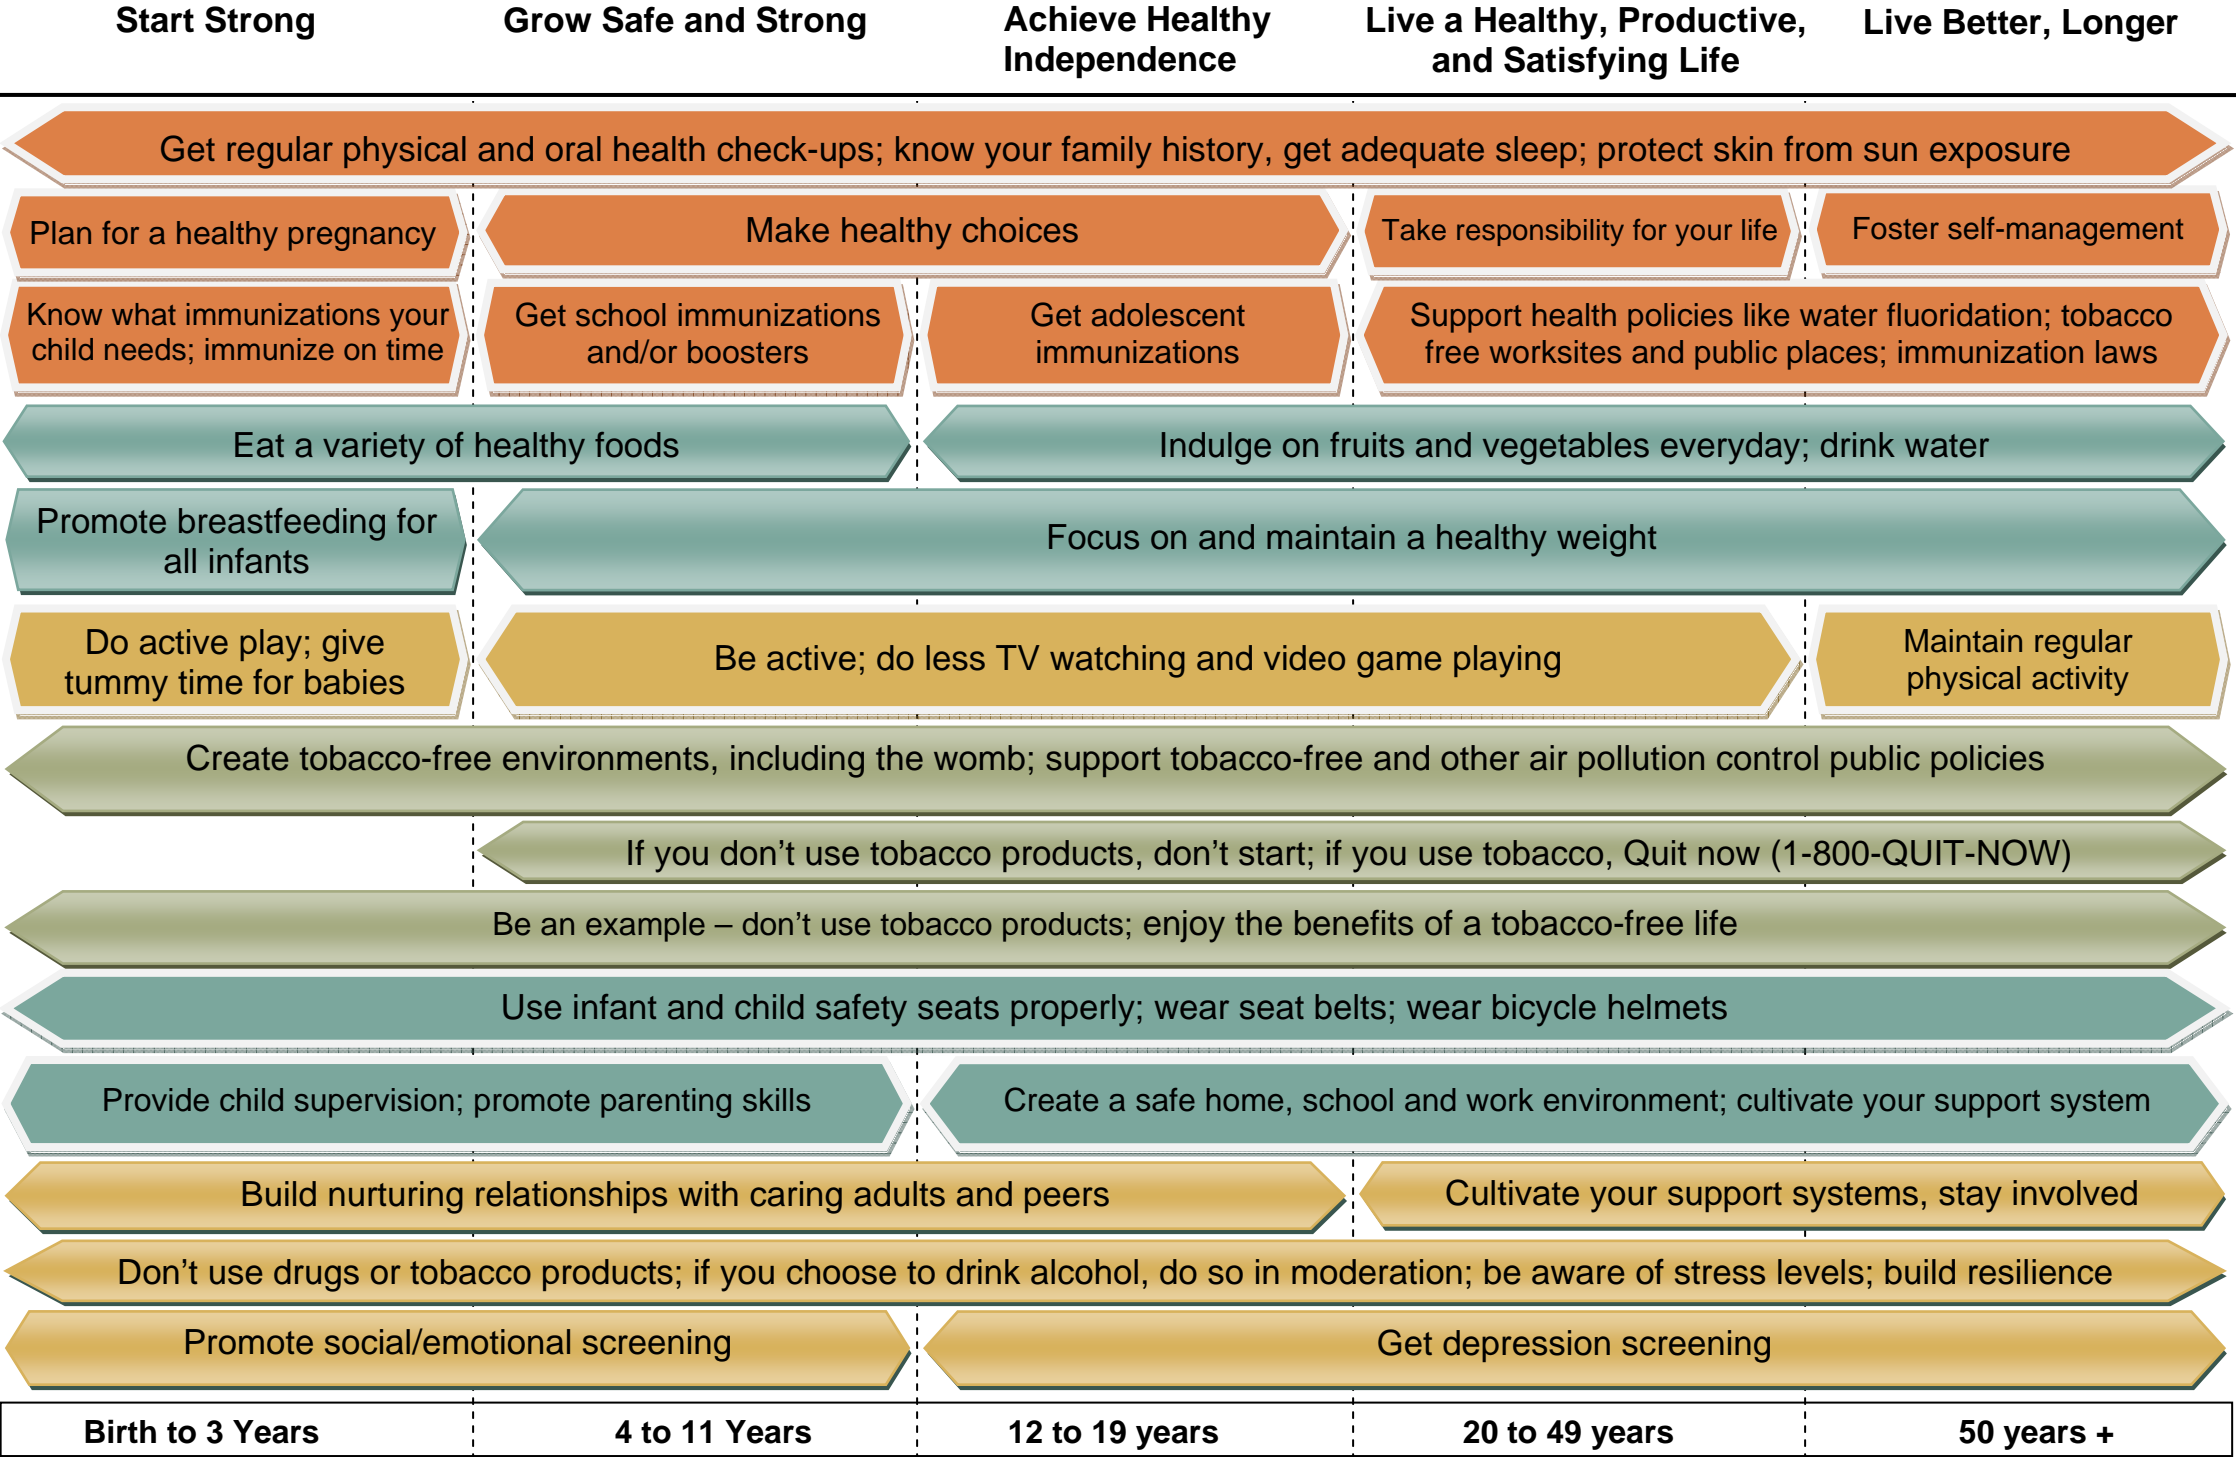 Start Strong
Grow Safe and Strong
Achieve Healthy
Independence
Live a Healthy, Productive,
and Satisfying Life
Live Better, Longer
Get regular physical and oral health check-ups; know your family history, get adequate sleep; protect skin from sun exposure
Plan for a healthy pregnancy
Make healthy choices
Take responsibility for your life
Foster self-management
Know what immunizations your
child needs; immunize on time
Get school immunizations
and/or boosters
Get adolescent
immunizations
Support health policies like water fluoridation; tobacco
free worksites and public places; immunization laws
Eat a variety of healthy foods
Indulge on fruits and vegetables everyday; drink water
Promote breastfeeding for
all infants
Focus on and maintain a healthy weight
Do active play; give
tummy time for babies
Be active; do less TV watching and video game playing
Maintain regular
physical activity
Create tobacco-free environments, including the womb; support tobacco-free and other air pollution control public policies
If you don’t use tobacco products, don’t start; if you use tobacco, Quit now (1-800-QUIT-NOW)
Be an example – don’t use tobacco products; enjoy the benefits of a tobacco-free life
Use infant and child safety seats properly; wear seat belts; wear bicycle helmets
Provide child supervision; promote parenting skills
Create a safe home, school and work environment; cultivate your support system
Build nurturing relationships with caring adults and peers
Cultivate your support systems, stay involved
Don’t use drugs or tobacco products; if you choose to drink alcohol, do so in moderation; be aware of stress levels; build resilience
Promote social/emotional screening
Get depression screening
Birth to 3 Years
4 to 11 Years
12 to 19 years
20 to 49 years
50 years +